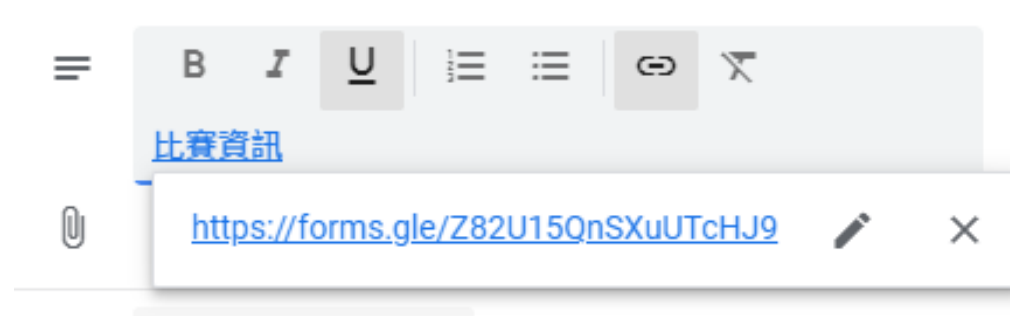 B I U
比賽資訊
https://forms.gle/Z82U15QnSXuUTcHJ9